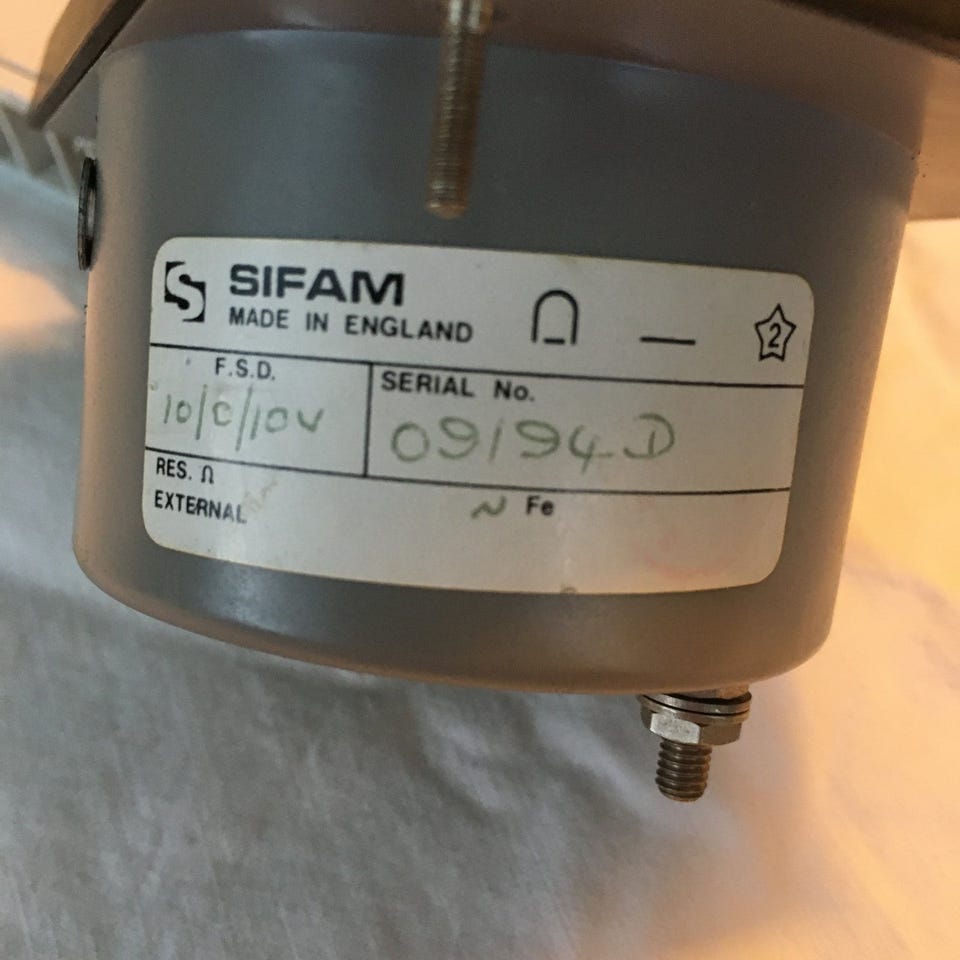 SIFAM
MADE IN ENGLAND
2
F.S.D.
10/0/10V
SERIAL No.
09194D
RES. Ω
EXTERNAL
~ Fe